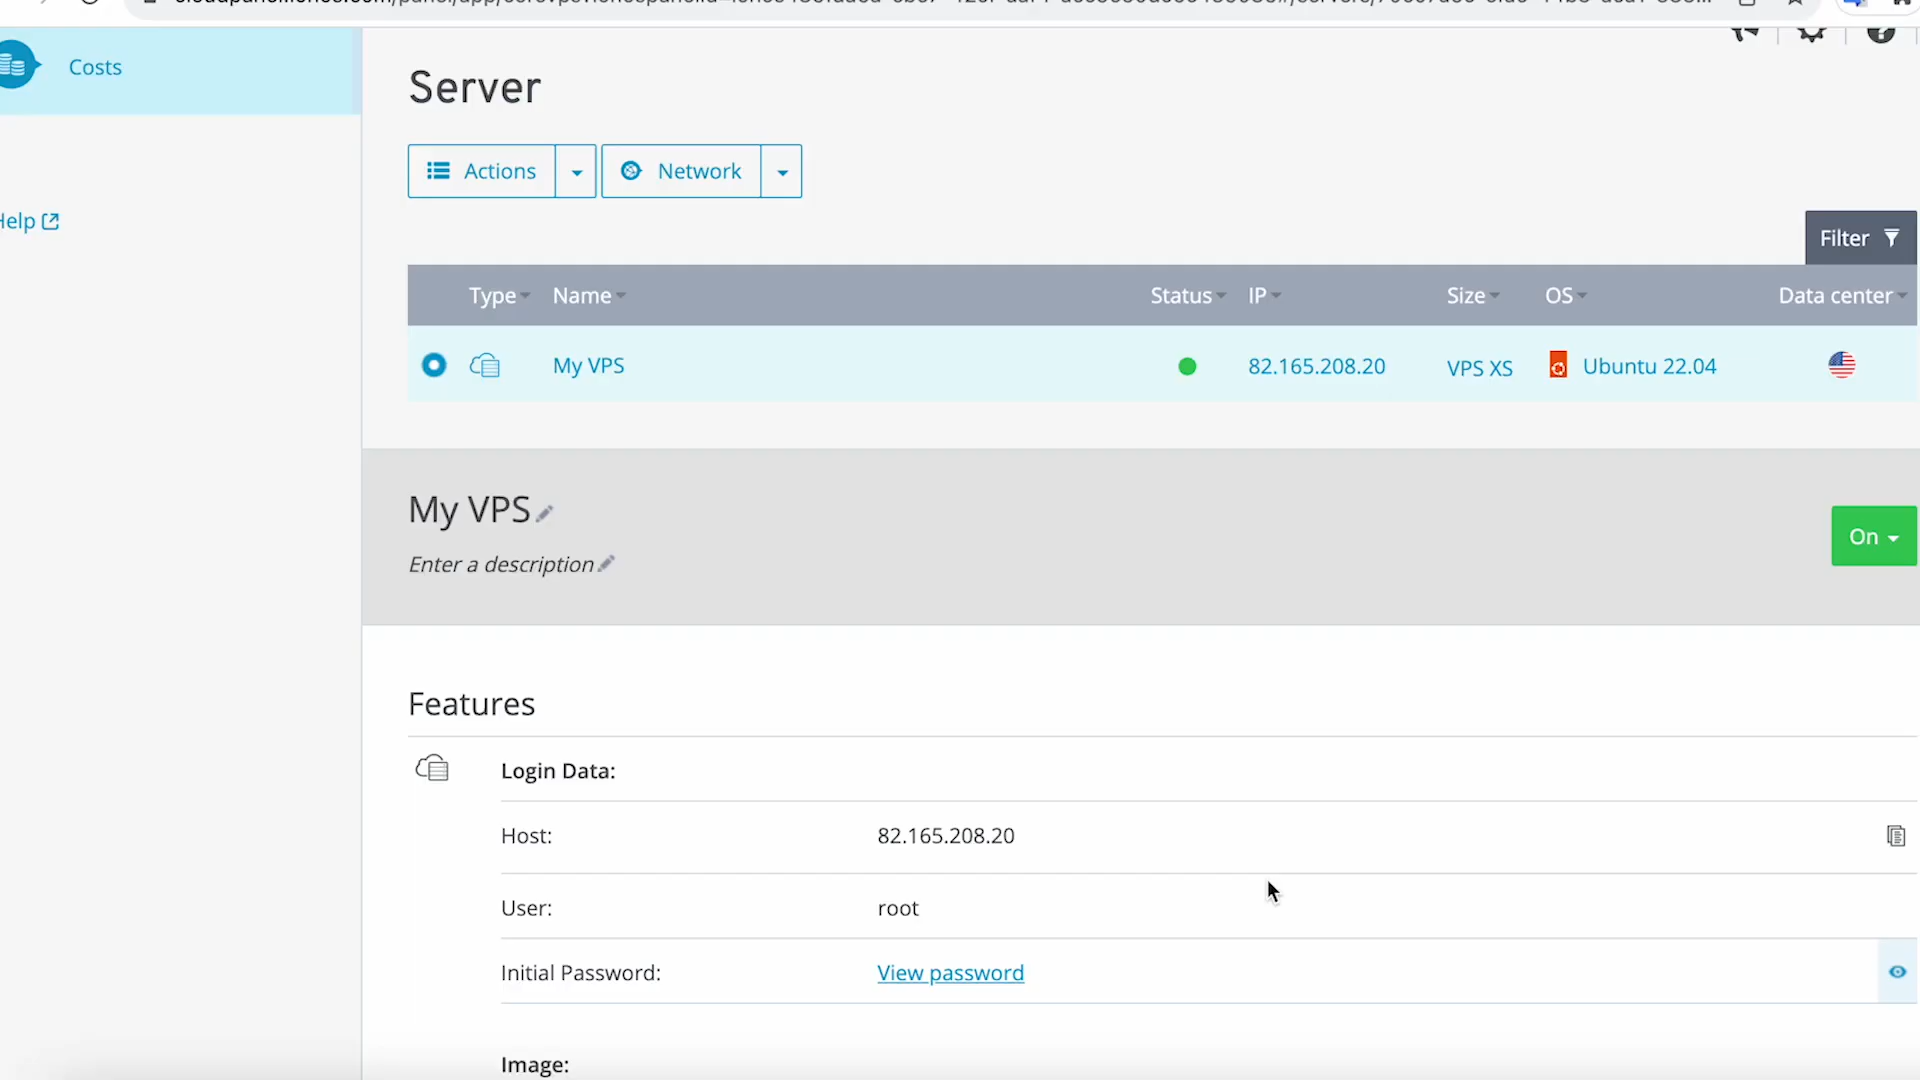 Costs
Server
Actions
Network
Filter
Type Name Status IP Size OS Data center
My VPS 82.165.208.20 VPS XS Ubuntu 22.04
My VPS
On
Enter a description
Features
Login Data:
Host: 82.165.208.20
User: root
Initial Password: View password
Image: